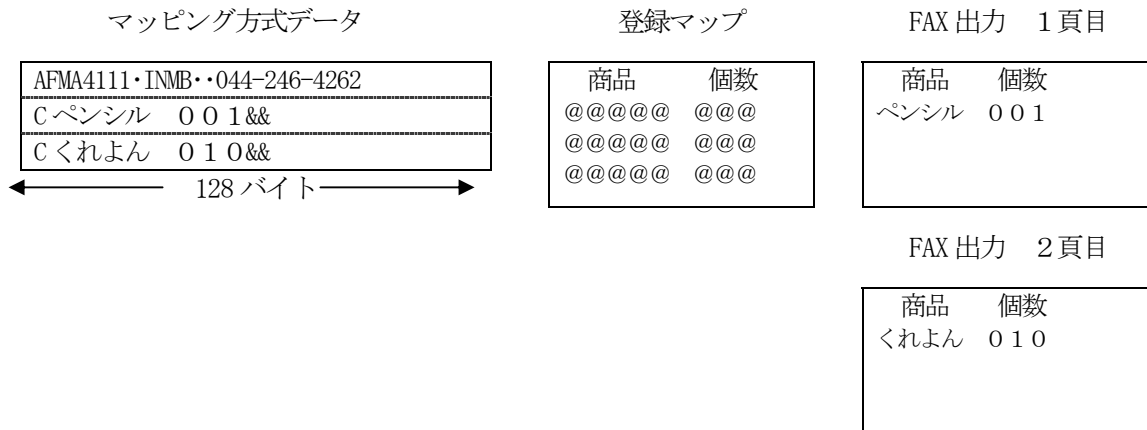 マッピング方式データ
AFMA4111・INMB・・044-246-4262
C ペンシル　００１&&
C くれよん　０１０&&
128 バイト
登録マップ
商品　個数
@@@@@　@@@
@@@@@　@@@
@@@@@　@@@
FAX 出力　１頁目
商品　個数
ペンシル　００１
FAX 出力　２頁目
商品　個数
くれよん　０１０